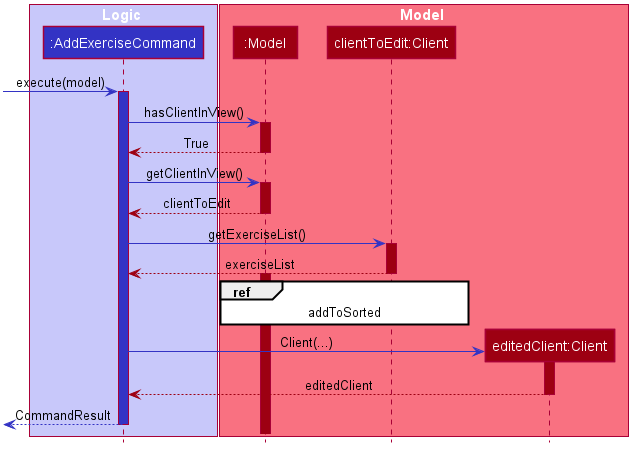 Logic
Model
:AddExerciseCommand
:Model
clientToEdit:Client
execute(model)
hasClientInView()
True
getClientInView()
clientToEdit
getExerciseList()
exerciseList
ref
addToSorted
Client(...)
editedClient:Client
editedClient
CommandResult